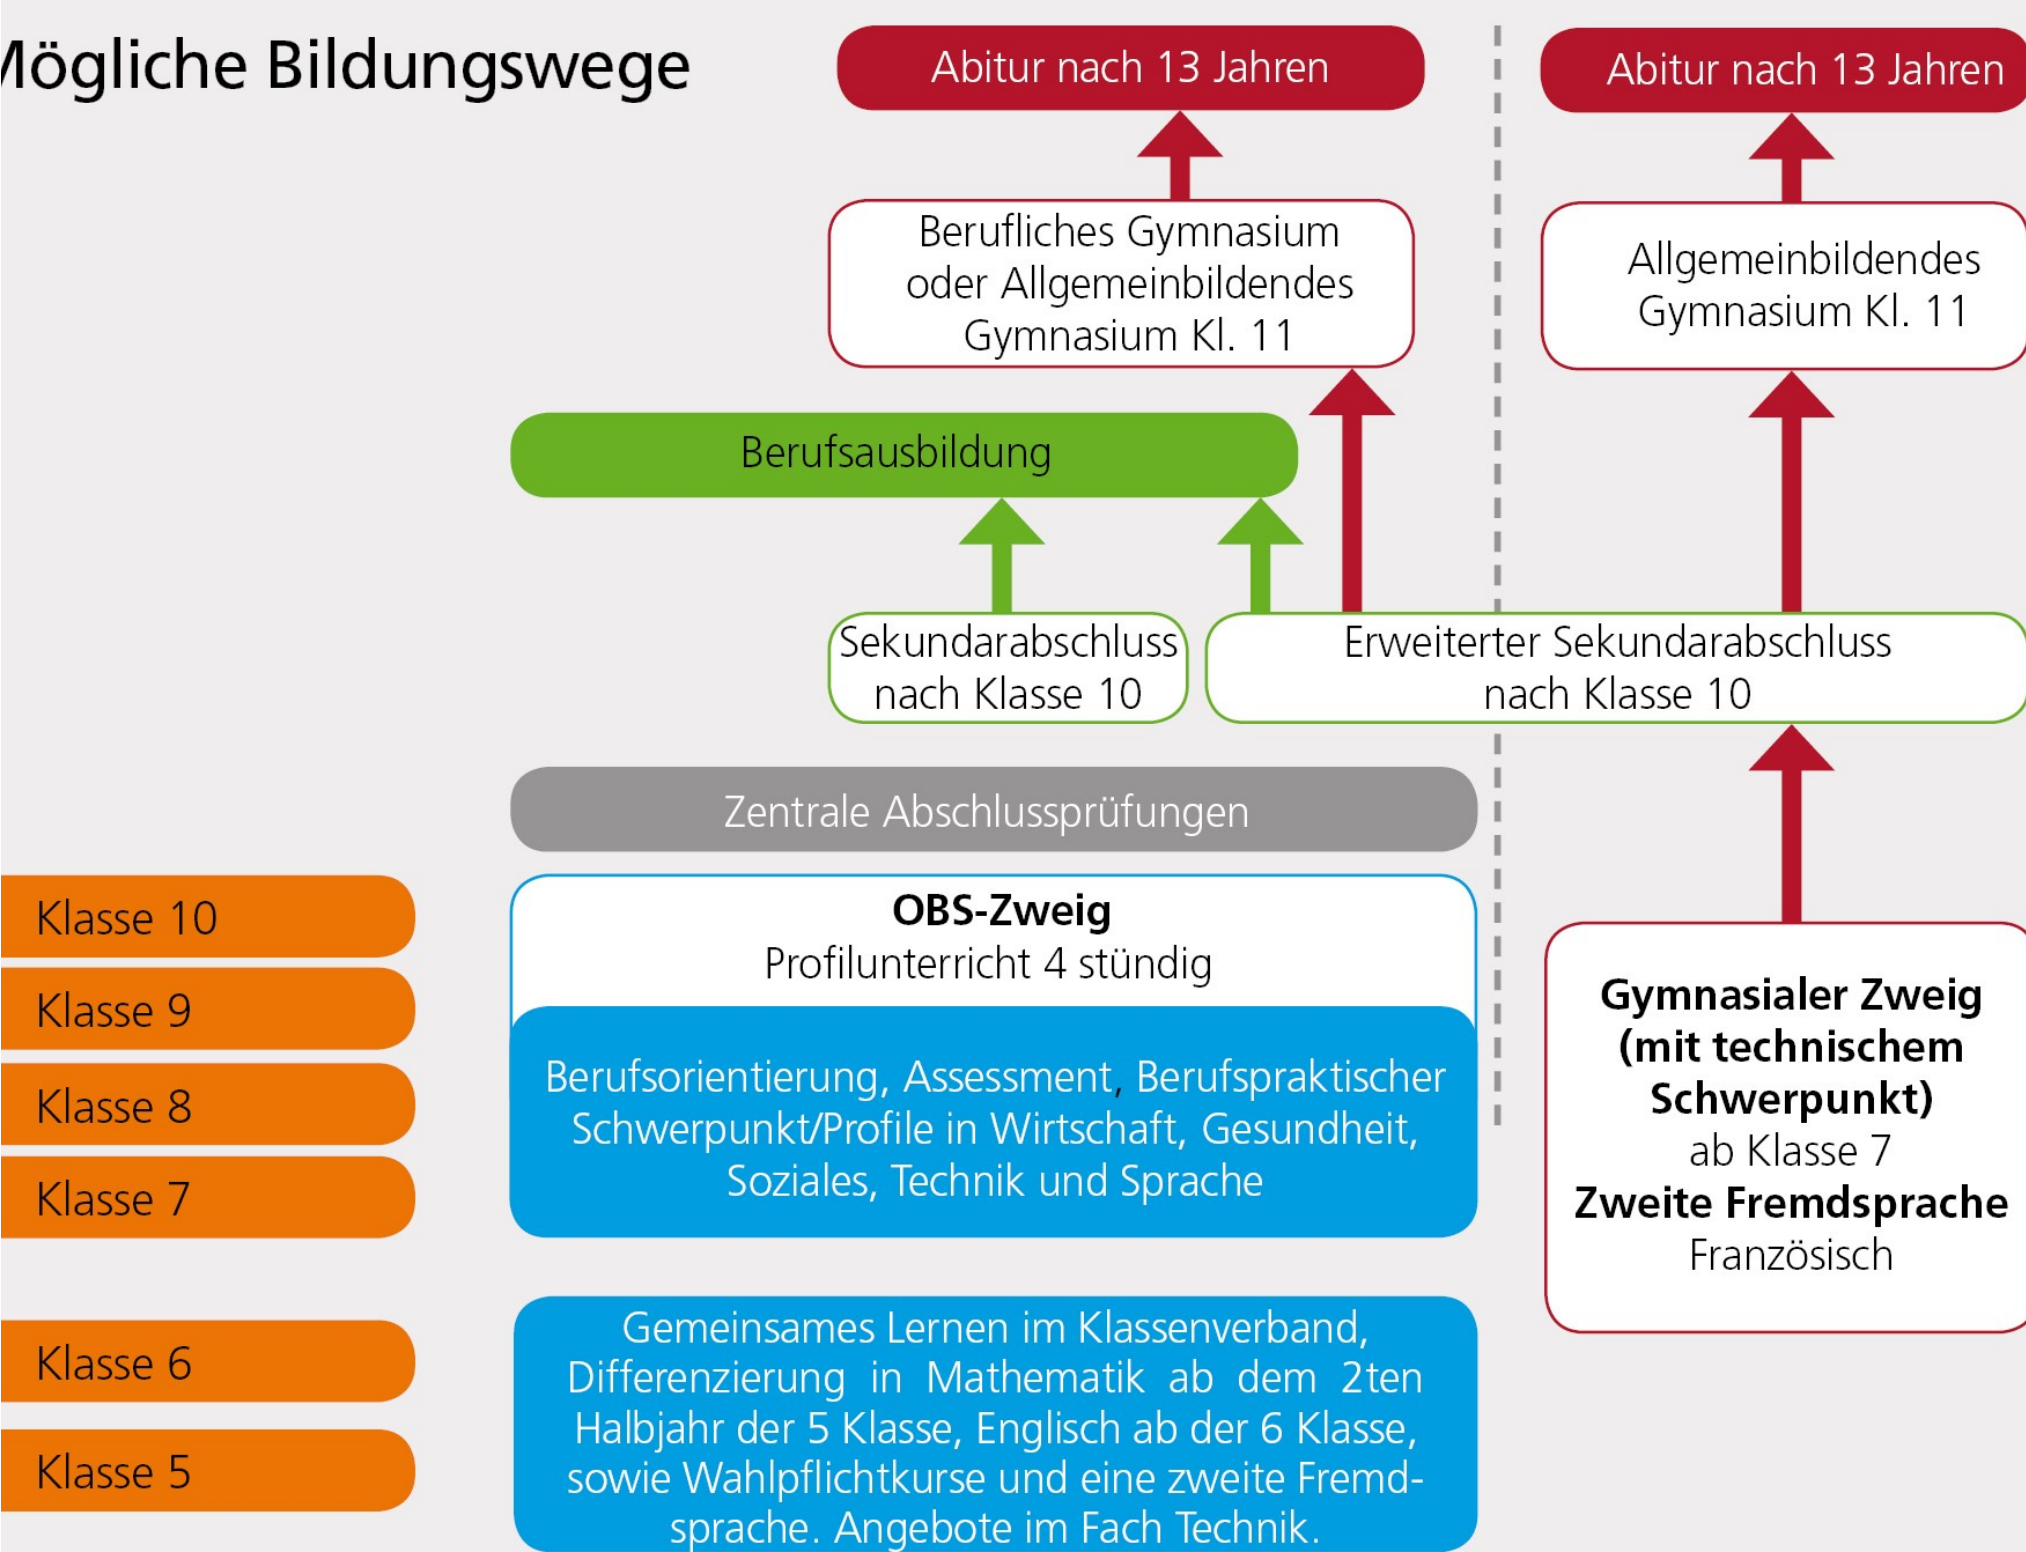 Mögliche Bildungswege
Abitur nach 13 Jahren
Abitur nach 13 Jahren
Berufliches Gymnasium
oder Allgemeinbildendes
Gymnasium Kl. 11
Allgemeinbildendes
Gymnasium Kl. 11
Berufsausbildung
Sekundarabschluss
nach Klasse 10
Erweiterter Sekundarabschluss
nach Klasse 10
Zentrale Abschlussprüfungen
Klasse 10
Klasse 9
Klasse 8
Klasse 7
OBS-Zweig
Profilunterricht 4 stündig
Berufsorientierung, Assessment, Berufspraktischer
Schwerpunkt/Profile in Wirtschaft, Gesundheit,
Soziales, Technik und Sprache
Gymnasialer Zweig
(mit technischem
Schwerpunkt)
ab Klasse 7
Zweite Fremdsprache
Französisch
Klasse 6
Klasse 5
Gemeinsames Lernen im Klassenverband,
Differenzierung in Mathematik ab dem 2ten
Halbjahr der 5 Klasse, Englisch ab der 6 Klasse,
sowie Wahlpflichtkurse und eine zweite Fremd-
sprache. Angebote im Fach Technik.